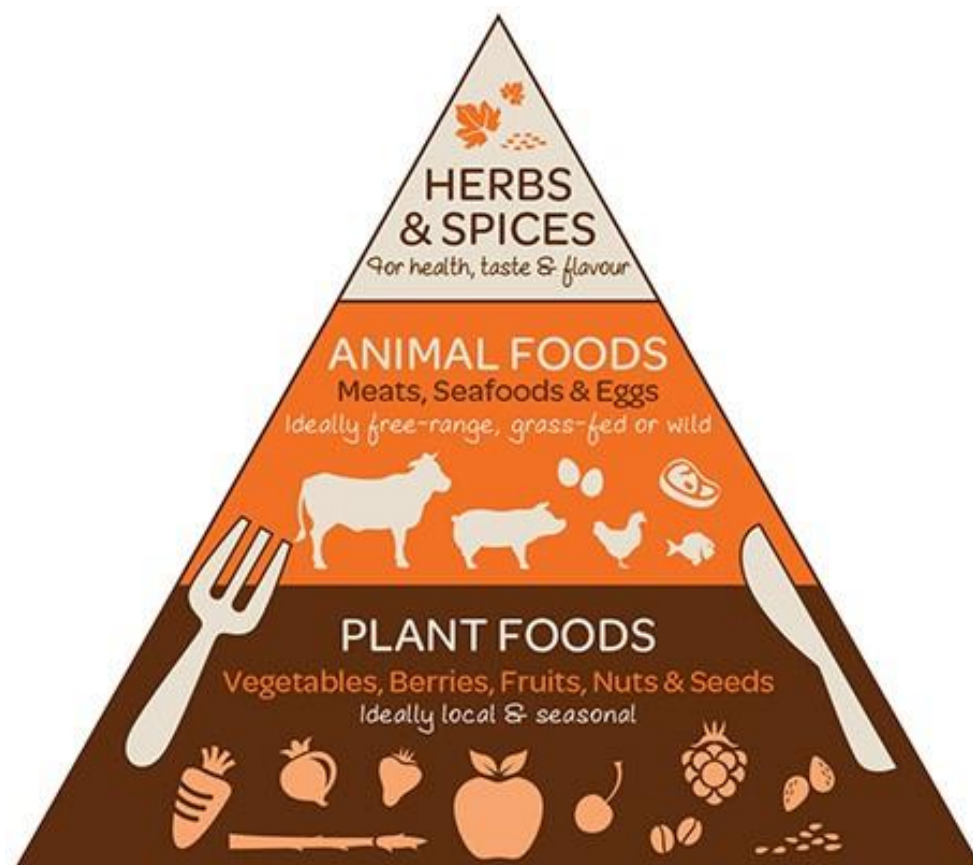 HERBS
& SPICES
For health, taste & flavour
ANIMAL FOODS
Meats, Seafoods & Eggs
Ideally free-range, grass-fed or wild
PLANT FOODS
Vegetables, Berries, Fruits, Nuts & Seeds
Ideally local & seasonal